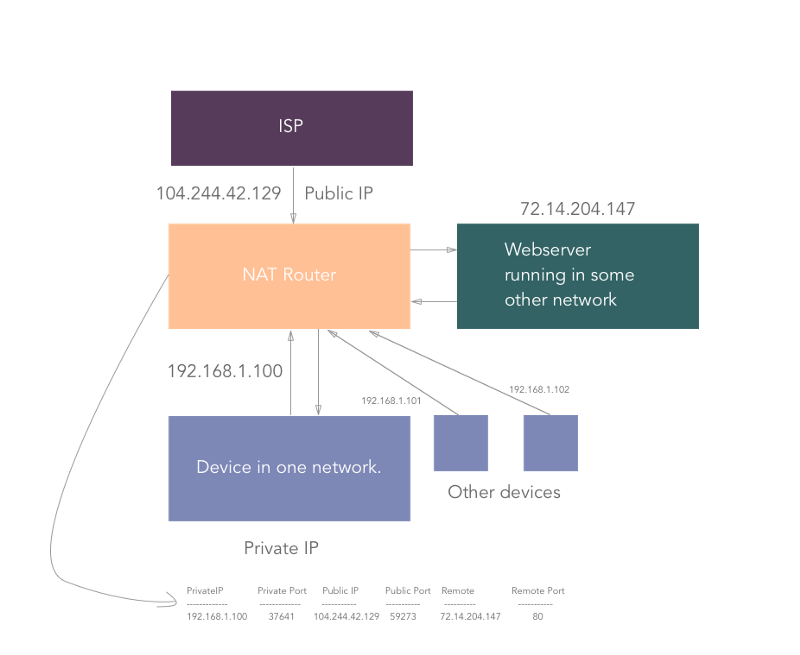 ISP
104.244.42.129 Public IP
72.14.204.147
NAT Router
Webserver
running in some
other network
192.168.1.100
192.168.1.101
192.168.1.102
Device in one network.
Other devices
Private IP
PrivateIP Private Port Public IP Public Port Remote Remote Port
------------- ------------- ----------- ----------- ---------- -----------
192.168.1.100 37641 104.244.42.129 59273 72.14.204.147 80